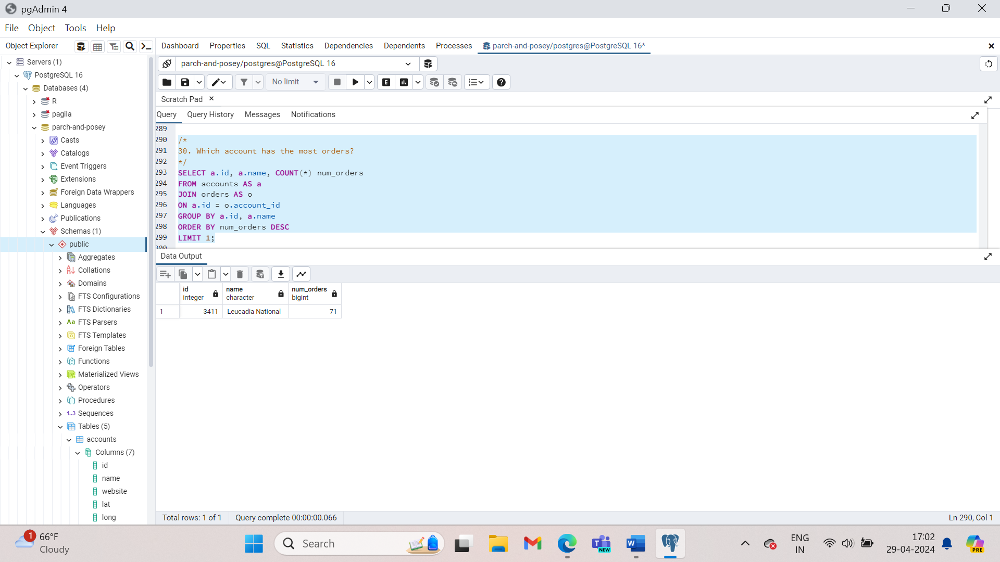 pgAdmin 4
File Object Tools Help
Object Explorer
Dashboard Properties SQL Statistics Dependencies Dependents Processes parch-and-posey/postgres@PostgreSQL 16*
Servers (1)
PostgreSQL 16
Databases (4)
R
pagila
parch-and-posey
Casts
Catalogs
Event Triggers
Extensions
Foreign Data Wrappers
Languages
Publications
Schemas (1)
public
Aggregates
Collations
Domains
FTS Configurations
FTS Dictionaries
Aa FTS Parsers
FTS Templates
Foreign Tables
Functions
Materialized Views
Operators
Procedures
1..3 Sequences
Tables (5)
accounts
Columns (7)
id
name
website
lat
long
parch-and-posey/postgres@PostgreSQL 16
No limit
E
Scratch Pad
Query Query History Messages Notifications
289
290 /*
291 30. Which account has the most orders?
292 */
293 SELECT a.id, a.name, COUNT(*) num_orders
294 FROM accounts AS a
295 JOIN orders AS o
296 ON a.id = o.account_id
297 GROUP BY a.id, a.name
298 ORDER BY num_orders DESC
299 LIMIT 1;
300
Data Output
id name num_orders
integer character bigint
1 3411 Leucadia National 71
Total rows: 1 of 1 Query complete 00:00:00.066 Ln 290, Col 1
1 66°F
Cloudy
Search
NEW
W
PRE
ENG
IN
17:02
29-04-2024